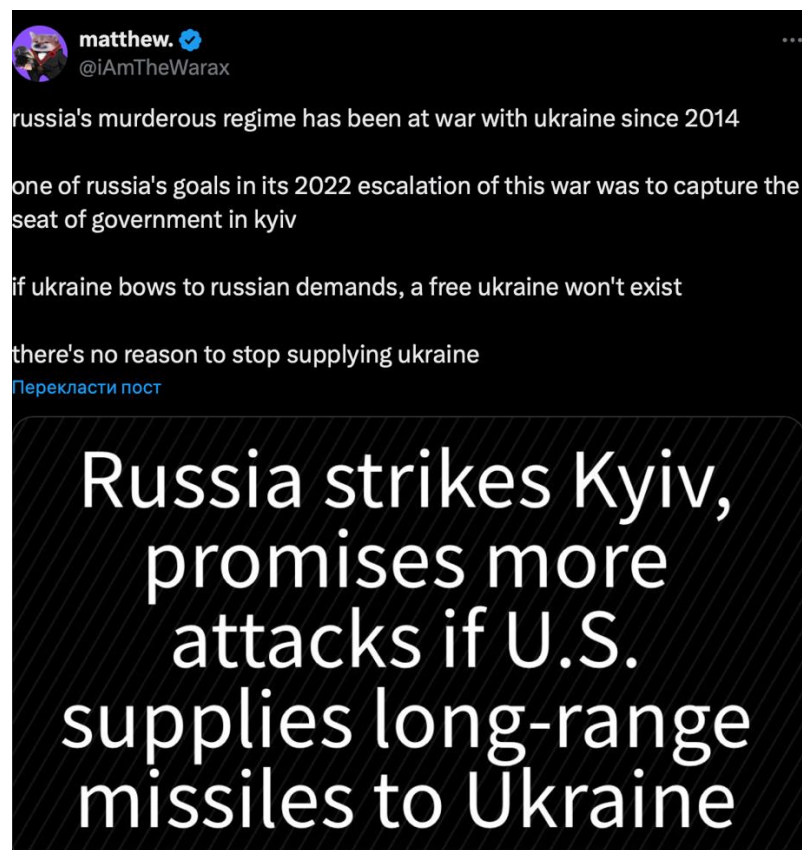 matthew.
@iAmTheWarax
russia's murderous regime has been at war with ukraine since 2014
one of russia's goals in its 2022 escalation of this war was to capture the
seat of government in kyiv
if ukraine bows to russian demands, a free ukraine won't exist
there's no reason to stop supplying ukraine
Перекласти пост
Russia strikes Kyiv,
promises more
attacks if U.S.
supplies long-range
missiles to Ukraine